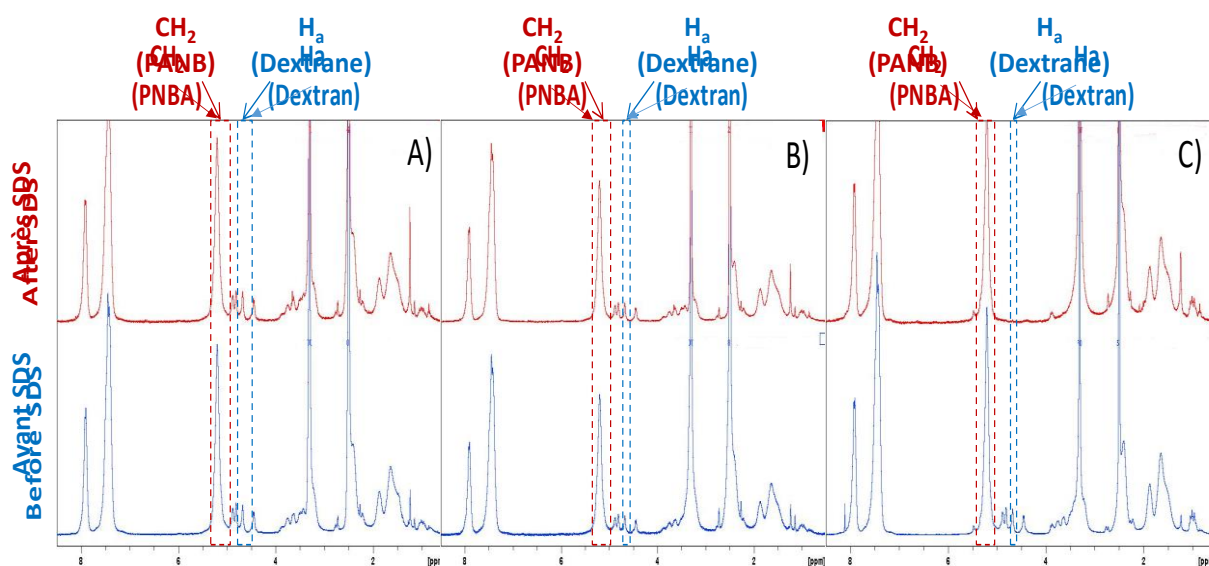 CH2
CH2
(PANB)
(PNBA)
Ha
Ha
(Dextrane)
(Dextran)
CH2
CH2
(PANB)
(PNBA)
Ha
Ha
(Dextrane)
(Dextran)
CH2
CH2
(PANB)
(PNBA)
Ha
Ha
(Dextrane)
(Dextran)
A)
B)
C)
Après SDS
After SDS
Avant SDS
Before SDS
8 6 4 2 [ppm]
8 6 4 2 [ppm]
8 6 4 2 [ppm]